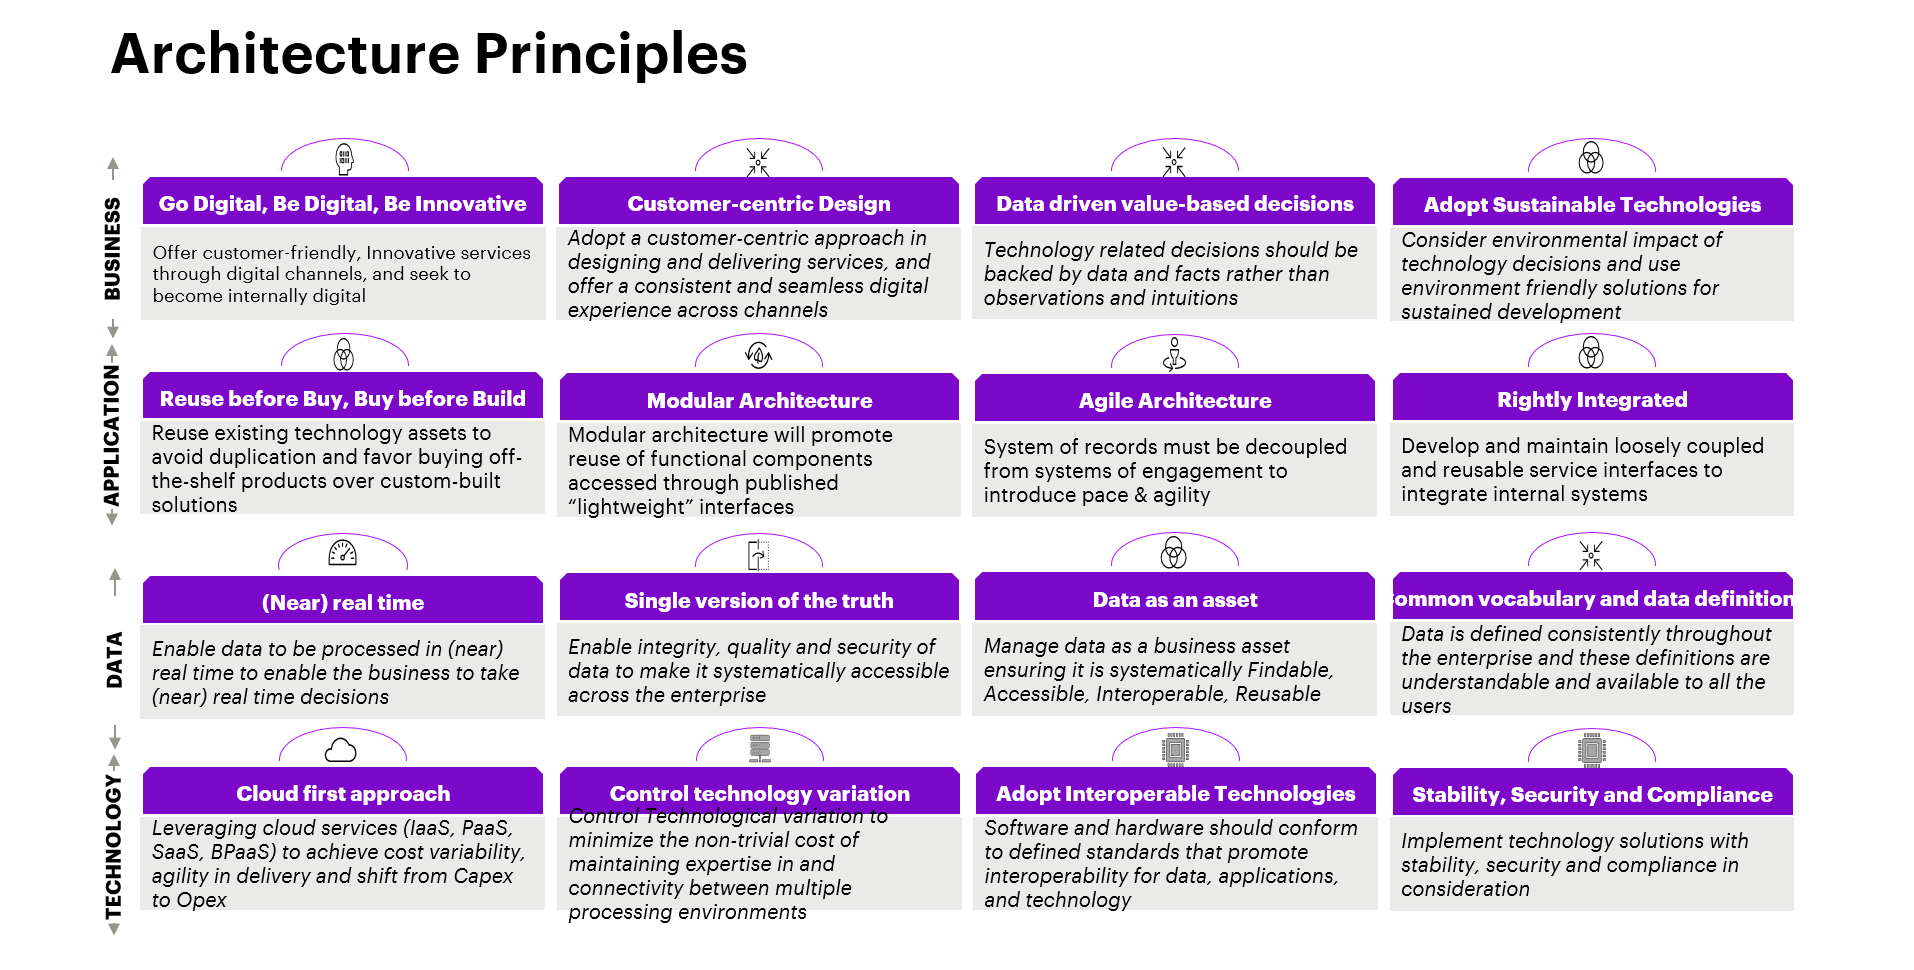 Architecture Principles
BUSINESS
Go Digital, Be Digital, Be Innovative
Offer customer-friendly, Innovative services
through digital channels, and seek to
become internally digital
Customer-centric Design
Adopt a customer-centric approach in
designing and delivering services, and
offer a consistent and seamless digital
experience across channels
Data driven value-based decisions
Technology related decisions should be
backed by data and facts rather than
observations and intuitions
Adopt Sustainable Technologies
Consider environmental impact of
technology decisions and use
environment friendly solutions for
sustained development
APPLICATION
Reuse before Buy, Buy before Build
Reuse existing technology assets to
avoid duplication and favor buying off-
the-shelf products over custom-built
solutions
Modular Architecture
Modular architecture will promote
reuse of functional components
accessed through published
“lightweight” interfaces
Agile Architecture
System of records must be decoupled
from systems of engagement to
introduce pace & agility
Rightly Integrated
Develop and maintain loosely coupled
and reusable service interfaces to
integrate internal systems
DATA
(Near) real time
Enable data to be processed in (near)
real time to enable the business to take
(near) real time decisions
Single version of the truth
Enable integrity, quality and security of
data to make it systematically accessible
across the enterprise
Data as an asset
Manage data as a business asset
ensuring it is systematically Findable,
Accessible, Interoperable, Reusable
ommon vocabulary and data definition
Data is defined consistently throughout
the enterprise and these definitions are
understandable and available to all the
users
TECHNOLOGY
Cloud first approach
Leveraging cloud services (IaaS, PaaS,
SaaS, BPaaS) to achieve cost variability,
agility in delivery and shift from Capex
to Opex
Control technology variation
Control Technological variation to
minimize the non-trivial cost of
maintaining expertise in and
connectivity between multiple
processing environments
Adopt Interoperable Technologies
Software and hardware should conform
to defined standards that promote
interoperability for data, applications,
and technology
Stability, Security and Compliance
Implement technology solutions with
stability, security and compliance in
consideration